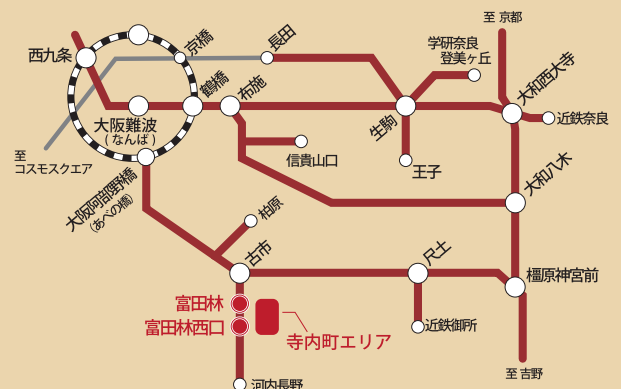 至 京都
京橋
長田
学研奈良
登美ヶ丘
西九条
鶴橋
布施
大和西大寺
近鉄奈良
大阪難波
(なんば)
生駒
至
コスモスクエア
信貴山口
王子
大和八木
大阪阿部野橋
(あべの橋)
柏原
古市
尺土
橿原神宮前
富田林
富田林西口
寺内町エリア
近鉄御所
至 吉野
河内長野